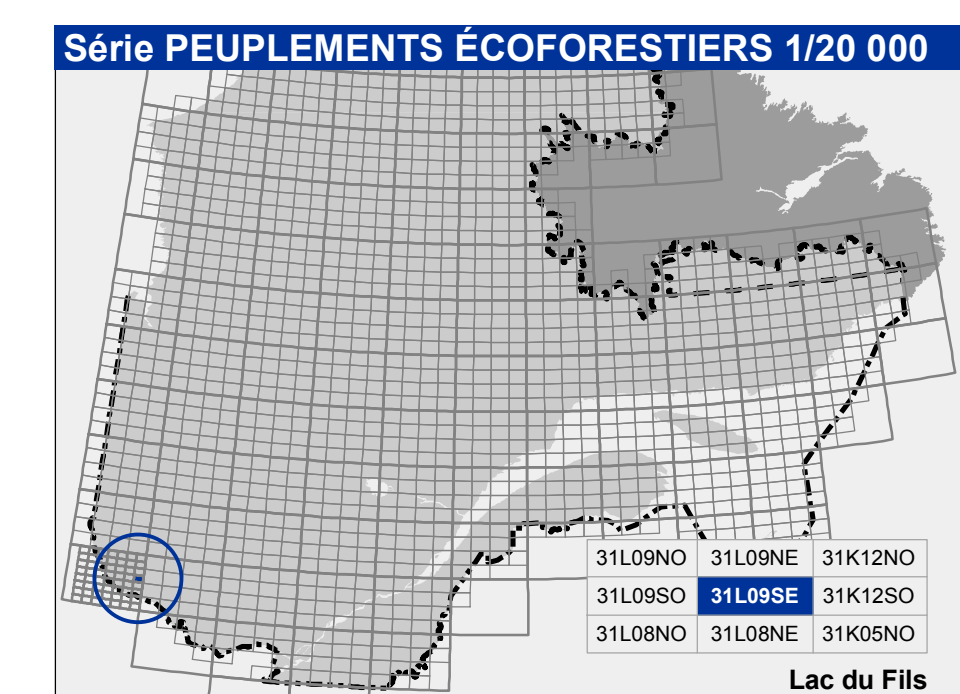 Série PEUPLEMENTS ÉCOFORESTIERS 1/20 000
31L09NO 31L09NE 31K12NO
31L09SO 31L09SE 31K12SO
31L08NO 31L08NE 31K05NO
Lac du Fils